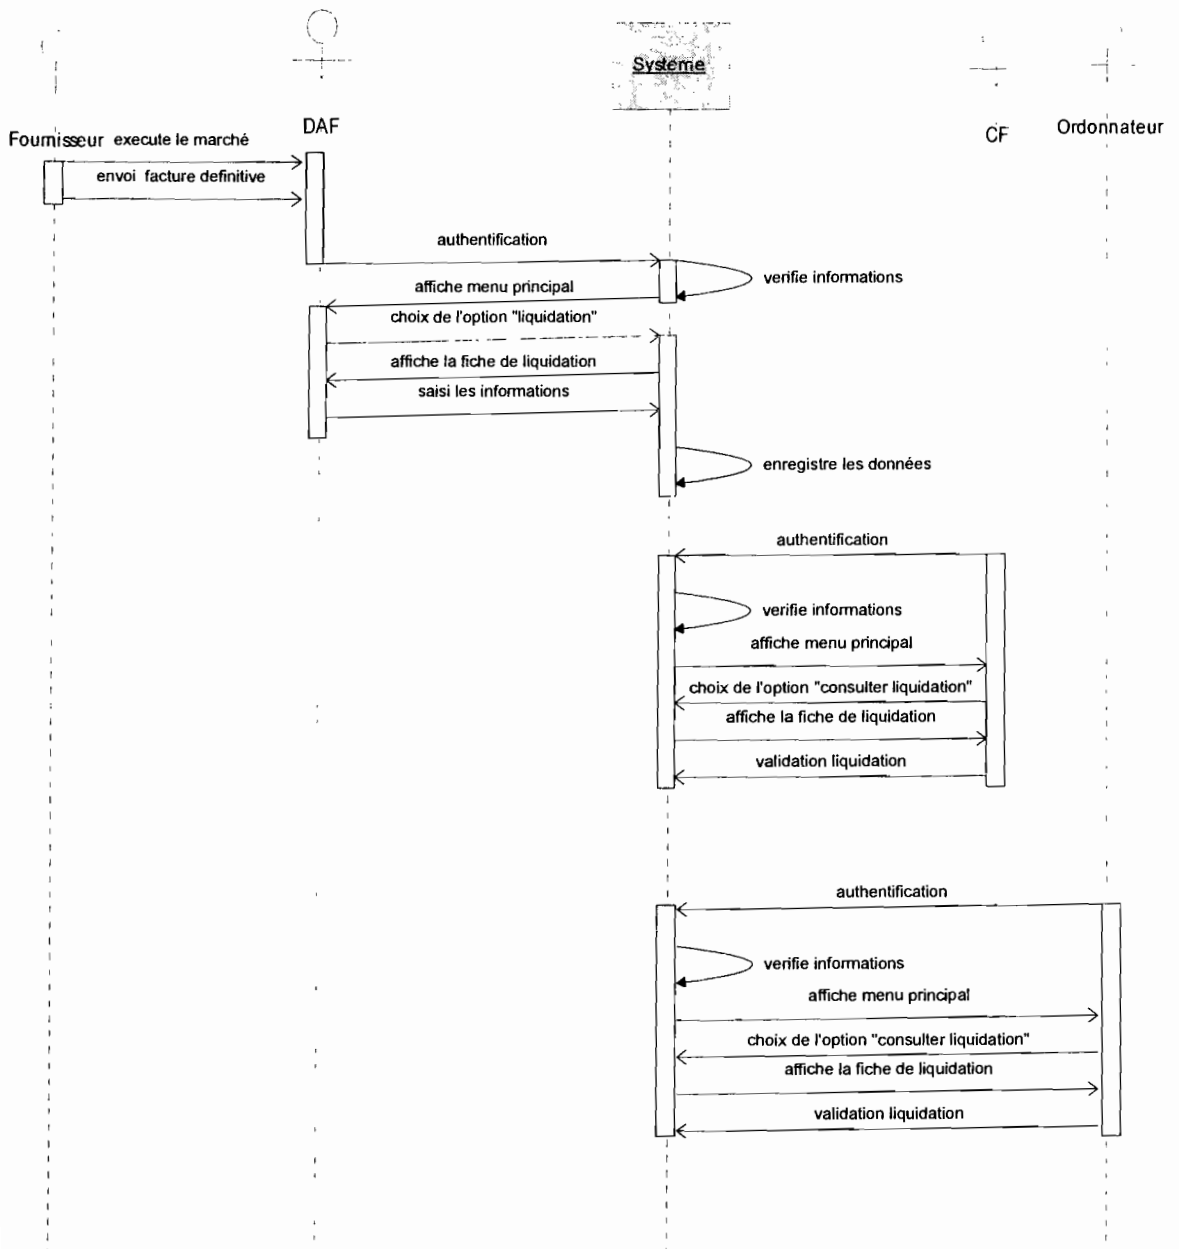 Système
DAF
CF
Ordonnateur
Fournisseur execute le marché
envoi facture definitive
authentification
verifie informations
affiche menu principal
choix de l'option "liquidation"
affiche la fiche de liquidation
saisi les informations
enregistre les données
authentification
verifie informations
affiche menu principal
choix de l'option "consulter liquidation"
affiche la fiche de liquidation
validation liquidation
authentification
verifie informations
affiche menu principal
choix de l'option "consulter liquidation"
affiche la fiche de liquidation
validation liquidation